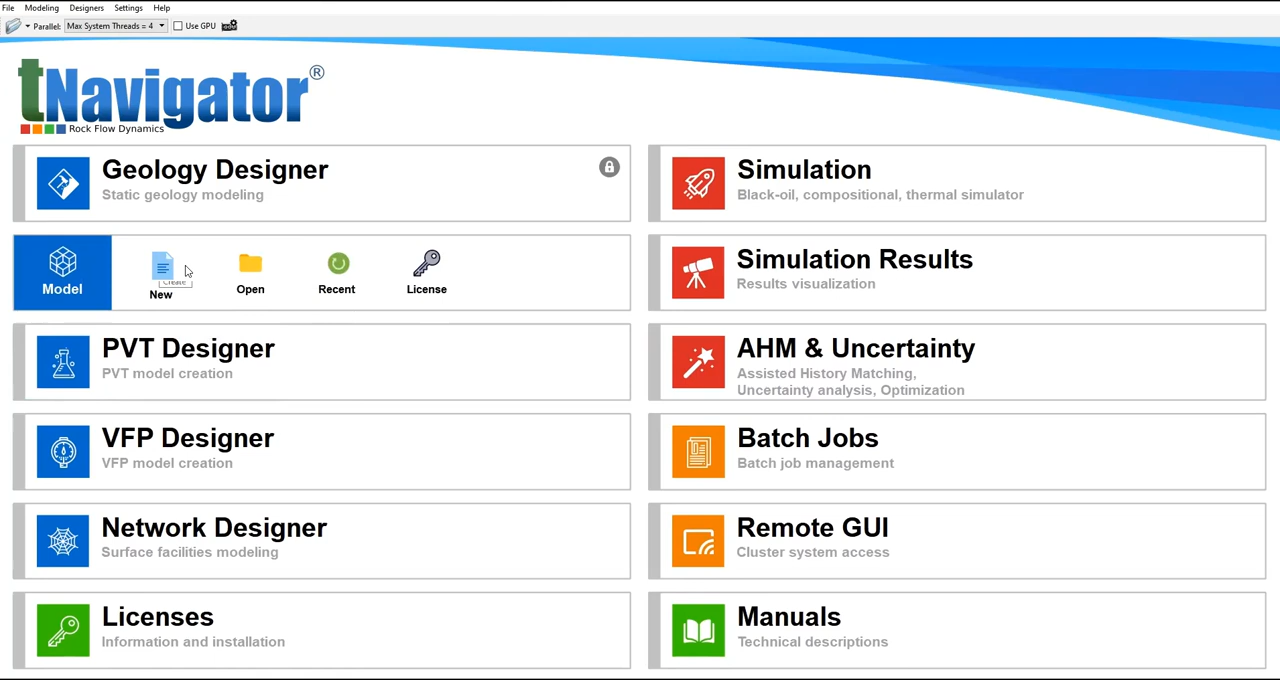 File Modeling Designers Settings Help
Parallel: Max System Threads = 4 Use GPU
tNavigator®
Rock Flow Dynamics
Geology Designer
Static geology modeling
Model
New
Create
Open
Recent
License
PVT Designer
PVT model creation
VFP Designer
VFP model creation
Network Designer
Surface facilities modeling
Licenses
Information and installation
Simulation
Black-oil, compositional, thermal simulator
Simulation Results
Results visualization
AHM & Uncertainty
Assisted History Matching,
Uncertainty analysis, Optimization
Batch Jobs
Batch job management
Remote GUI
Cluster system access
Manuals
Technical descriptions